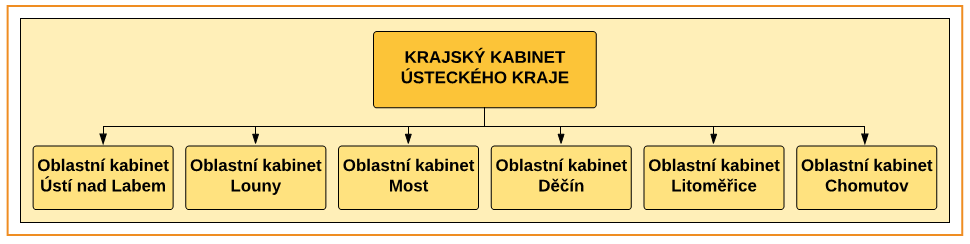 KRAJSKÝ KABINET
ÚSTECKÉHO KRAJE
Oblastní kabinet
Ústí nad Labem
Oblastní kabinet
Louny
Oblastní kabinet
Most
Oblastní kabinet
Děčín
Oblastní kabinet
Litoměřice
Oblastní kabinet
Chomutov